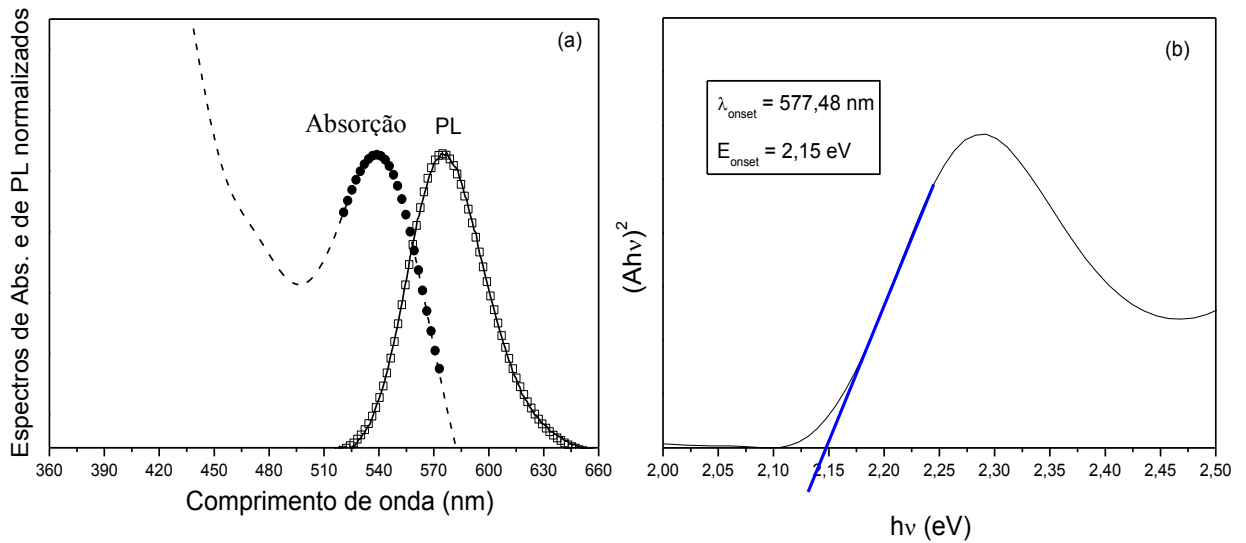 Espectros de Abs. e de PL normalizados
(a)
Absorção
PL
360 390 420 450 480 510 540 570 600 630 660
Comprimento de onda (nm)
(Ahν)²
(b)
λonset = 577,48 nm
Eonset = 2,15 eV
2,00 2,05 2,10 2,15 2,20 2,25 2,30 2,35 2,40 2,45 2,50
hν (eV)